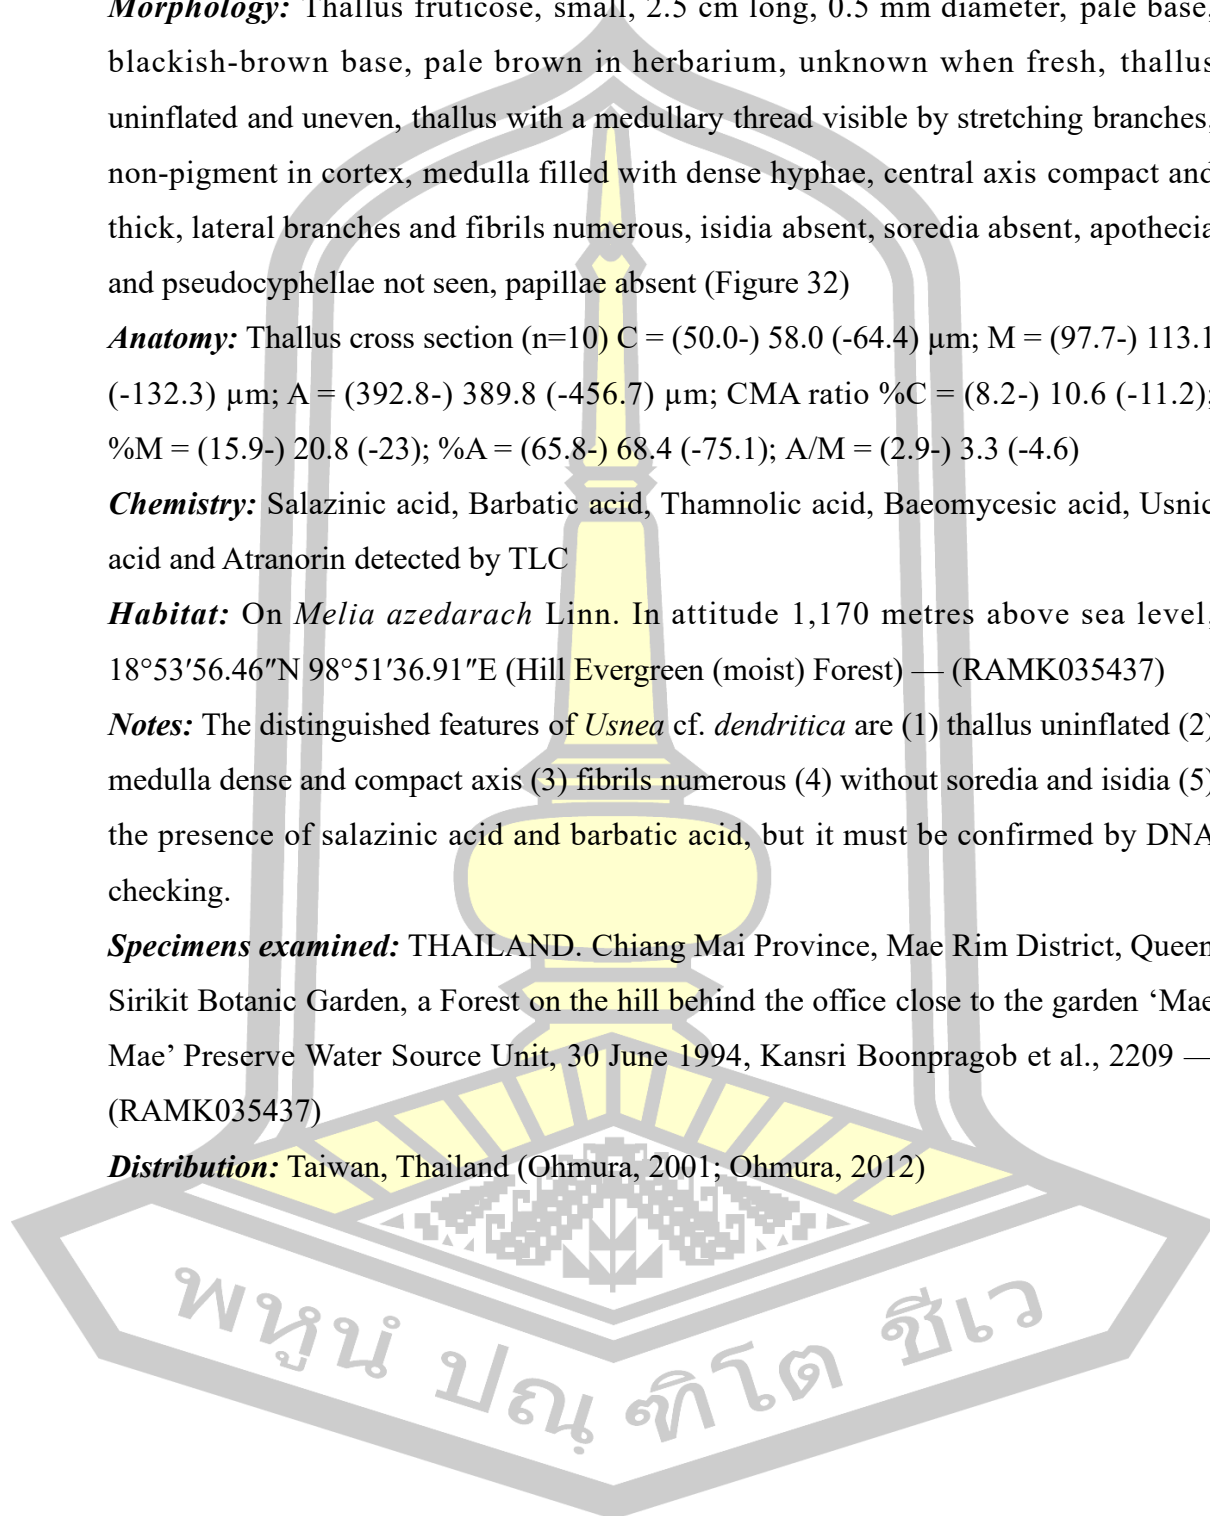 Morphology: Thallus fruticose, small, 2.5 cm long, 0.5 mm diameter, pale base,
blackish-brown base, pale brown in herbarium, unknown when fresh, thallus
uninflated and uneven, thallus with a medullary thread visible by stretching branches,
non-pigment in cortex, medulla filled with dense hyphae, central axis compact and
thick, lateral branches and fibrils numerous, isidia absent, soredia absent, apothecia
and pseudocyphellae not seen, papillae absent (Figure 32)
Anatomy: Thallus cross section (n=10) C = (50.0-) 58.0 (-64.4) µm; M = (97.7-) 113.1
(-132.3) µm; A = (392.8-) 389.8 (-456.7) µm; CMA ratio %C = (8.2-) 10.6 (-11.2);
%M = (15.9-) 20.8 (-23); %A = (65.8-) 68.4 (-75.1); A/M = (2.9-) 3.3 (-4.6)
Chemistry: Salazinic acid, Barbatic acid, Thamnolic acid, Baeomycesic acid, Usnic
acid and Atranorin detected by TLC
Habitat: On Melia azedarach Linn. In attitude 1,170 metres above sea level,
18°53′56.46″N 98°51′36.91″E (Hill Evergreen (moist) Forest) — (RAMK035437)
Notes: The distinguished features of Usnea cf. dendritica are (1) thallus uninflated (2)
medulla dense and compact axis (3) fibrils numerous (4) without soredia and isidia (5)
the presence of salazinic acid and barbatic acid, but it must be confirmed by DNA
checking.
Specimens examined: THAILAND. Chiang Mai Province, Mae Rim District, Queen
Sirikit Botanic Garden, a Forest on the hill behind the office close to the garden ‘Mae
Mae’ Preserve Water Source Unit, 30 June 1994, Kansri Boonpragob et al., 2209 —
(RAMK035437)
Distribution: Taiwan, Thailand (Ohmura, 2001; Ohmura, 2012)
พหูนํ ปณฺฑิโต ชีเว